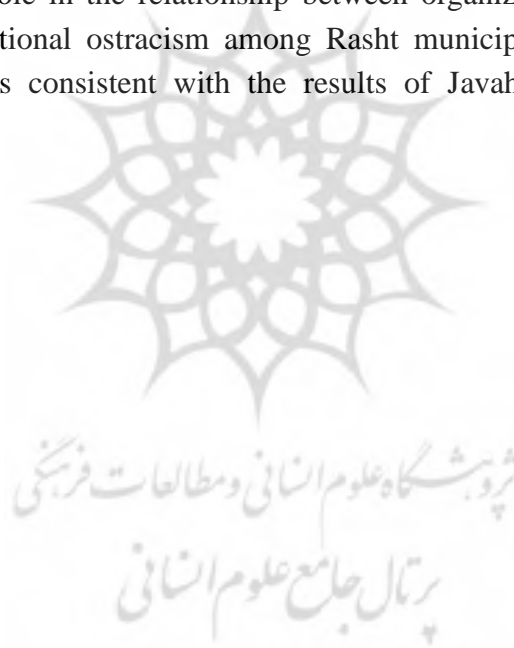 ole in the relationship between organiz
tional ostracism among Rasht municip
s consistent with the results of Javah
پژوهشگاه علوم انسانی و مطالعات فرهنگی
پرتال جامع علوم انسانی